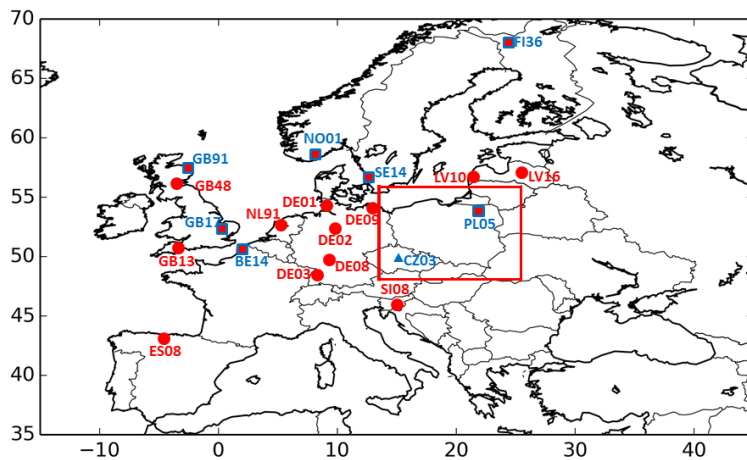 70
FI36
65
60
NO01
GB91
SE14
LV10
LV16
GB48
55
DE01
DE09
NL91
GB17
DE02
PL05
GB13
BE14
CZ03
50
DE03
DE08
SI08
45
ES08
40
35
−10
0
10
20
30
40